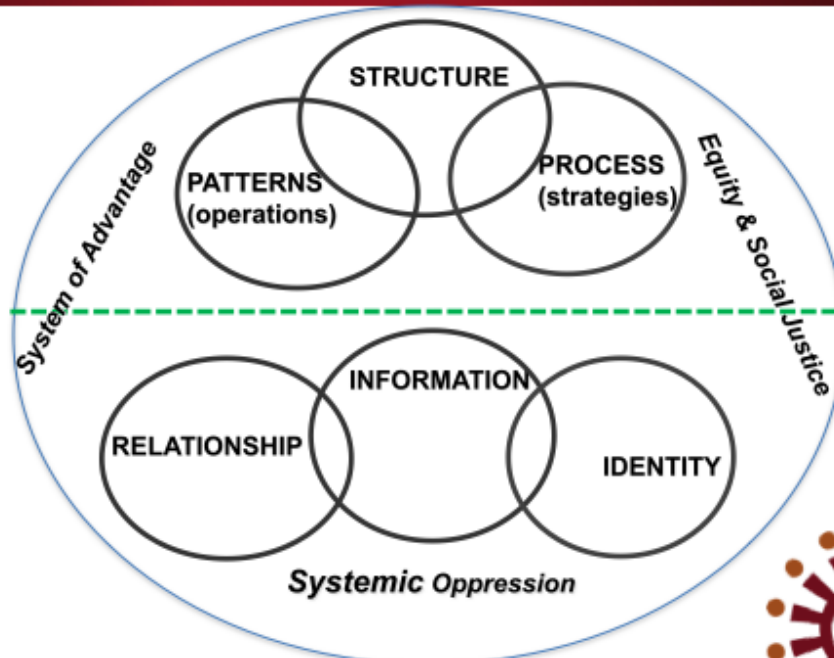 STRUCTURE
PATTERNS
(operations)
PROCESS
(strategies)
System of Advantage
Equity & Social Justice
INFORMATION
RELATIONSHIP
IDENTITY
Systemic Oppression